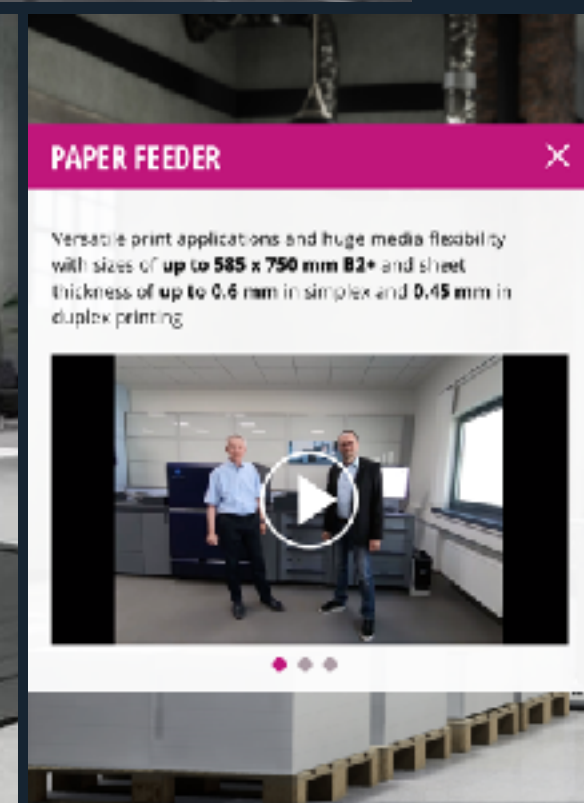 PAPER FEEDER
Versatile print applications and huge media flexibility
with sizes of up to 585 x 750 mm B2+ and sheet
thickness of up to 0.6 mm in simplex and 0.45 mm in
duplex printing